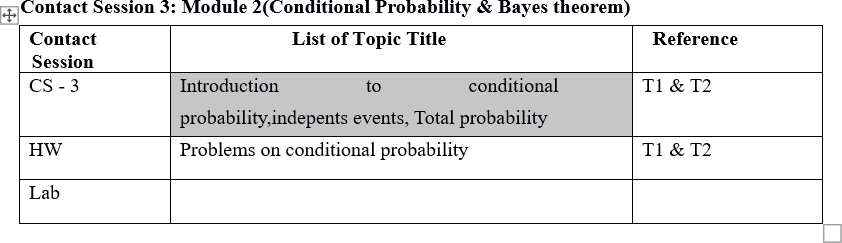 Contact Session 3: Module 2(Conditional Probability & Bayes theorem)
Contact Session
List of Topic Title
Reference
CS - 3
Introduction to conditional
probability,indepents events, Total probability
T1 & T2
HW
Problems on conditional probability
T1 & T2
Lab